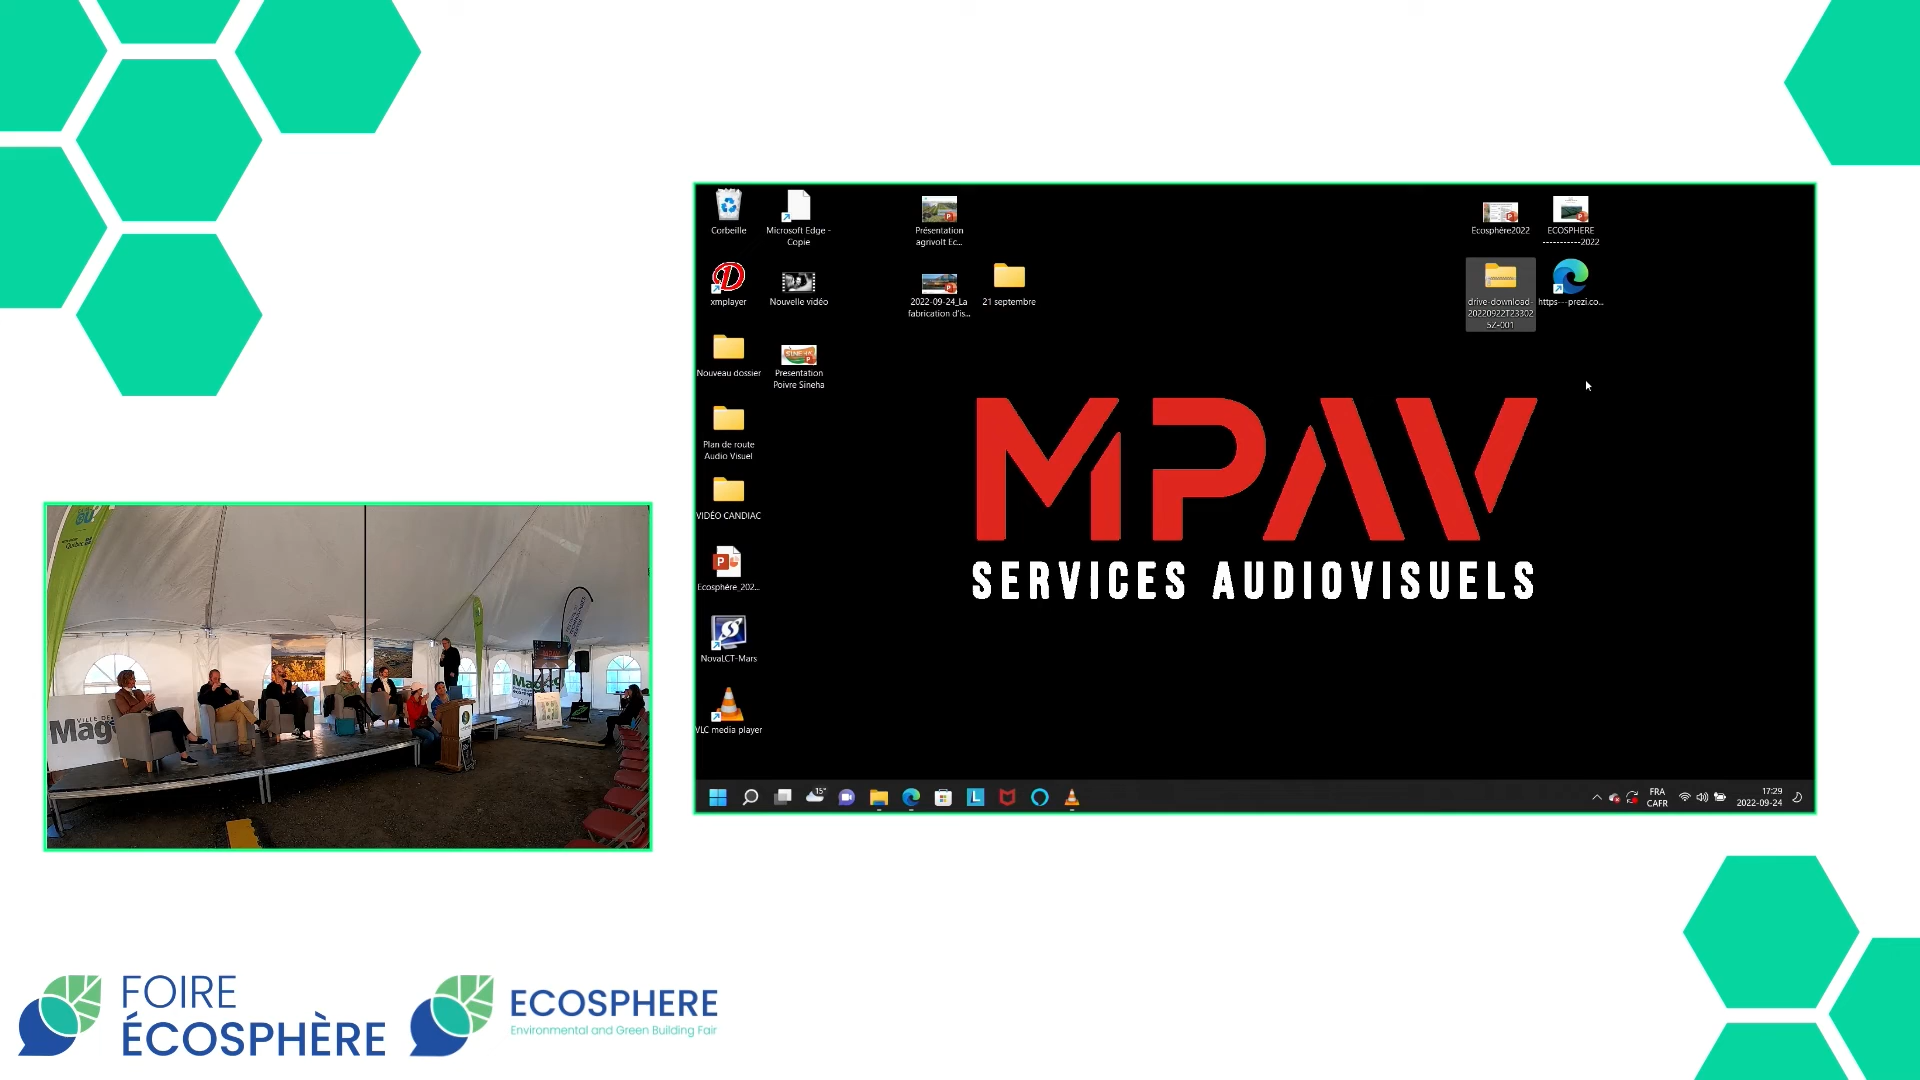 Corbeille
Microsoft Edge -
Copie
Présentation
agrivolt Ec...
Ecosphère2022
ECOSPHERE
-----------2022
xmplayer
Nouvelle vidéo
2022-09-24_La
fabrication d'is...
21 septembre
drive-download-
20220922T23302
5Z-001
https---prezi.co...
Nouveau dossier
Presentation
Poivre Sineha
Plan de route
Audio Visuel
VIDÉO CANDIAC
Ecosphère_202...
NovaLCT-Mars
VLC media player
MPAV
SERVICES AUDIOVISUELS
15°
FRA
CAFR
17:29
2022-09-24
VILLE DE
Mag
FOIRE
ÉCOSPHÈRE
ECOSPHERE
Environmental and Green Building Fair